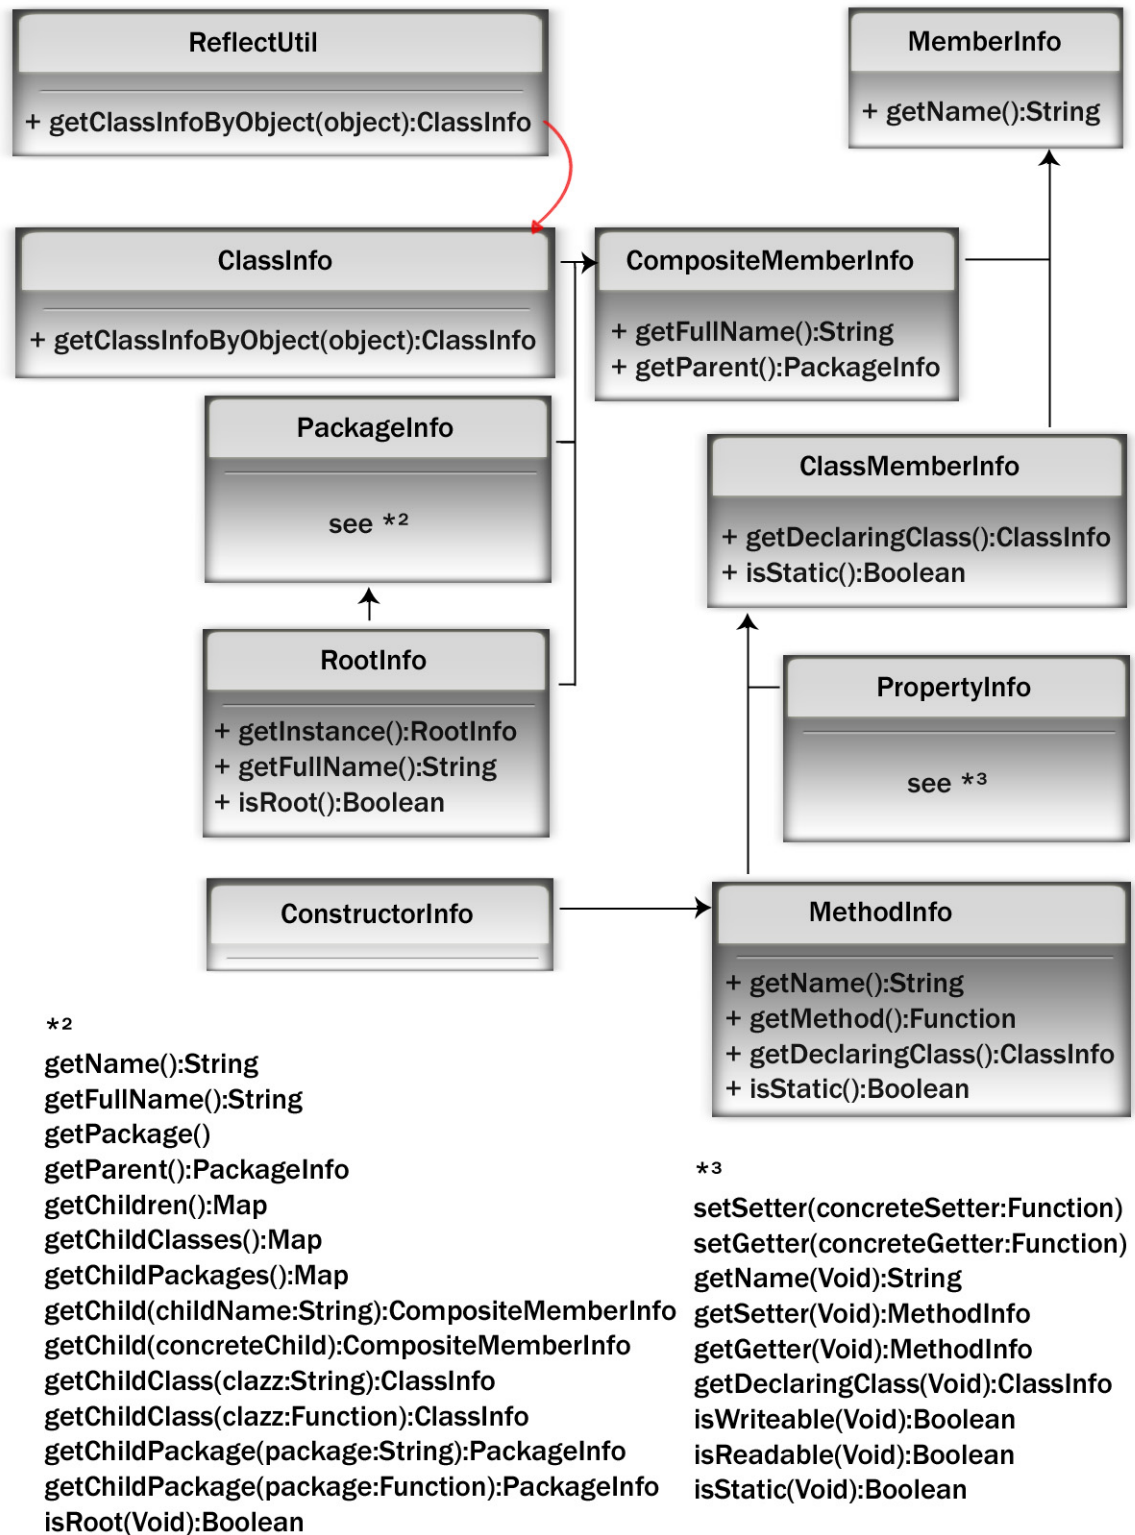 ReflectUtil
+ getClassInfoByObject(object):ClassInfo
MemberInfo
+ getName():String
ClassInfo
+ getClassInfoByObject(object):ClassInfo
CompositeMemberInfo
+ getFullName():String
+ getParent():PackageInfo
PackageInfo
see *²
ClassMemberInfo
+ getDeclaringClass():ClassInfo
+ isStatic():Boolean
RootInfo
+ getInstance():RootInfo
+ getFullName():String
+ isRoot():Boolean
PropertyInfo
see *³
ConstructorInfo
MethodInfo
+ getName():String
+ getMethod():Function
+ getDeclaringClass():ClassInfo
+ isStatic():Boolean
*²
getName():String
getFullName():String
getPackage()
getParent():PackageInfo
getChildren():Map
getChildClasses():Map
getChildPackages():Map
getChild(childName:String):CompositeMemberInfo
getChild(concreteChild):CompositeMemberInfo
getChildClass(clazz:String):ClassInfo
getChildClass(clazz:Function):ClassInfo
getChildPackage(package:String):PackageInfo
getChildPackage(package:Function):PackageInfo
isRoot(Void):Boolean
*³
setSetter(concreteSetter:Function)
setGetter(concreteGetter:Function)
getName(Void):String
getSetter(Void):MethodInfo
getGetter(Void):MethodInfo
getDeclaringClass(Void):ClassInfo
isWriteable(Void):Boolean
isReadable(Void):Boolean
isStatic(Void):Boolean